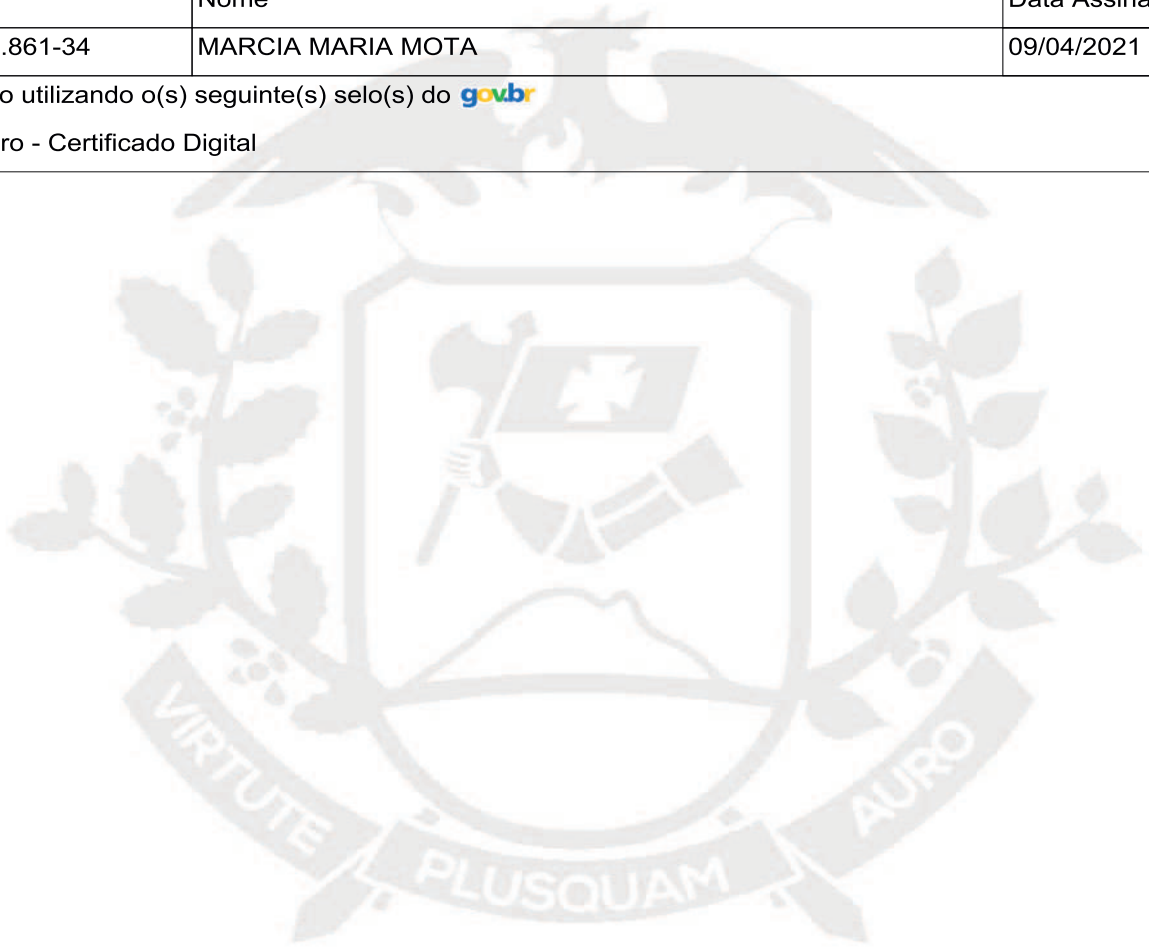 Nome Data Assina
.861-34 MARCIA MARIA MOTA 09/04/2021
o utilizando o(s) seguinte(s) selo(s) do gov.br
ro - Certificado Digital
VIRTUTE PLUSQUAM AURO